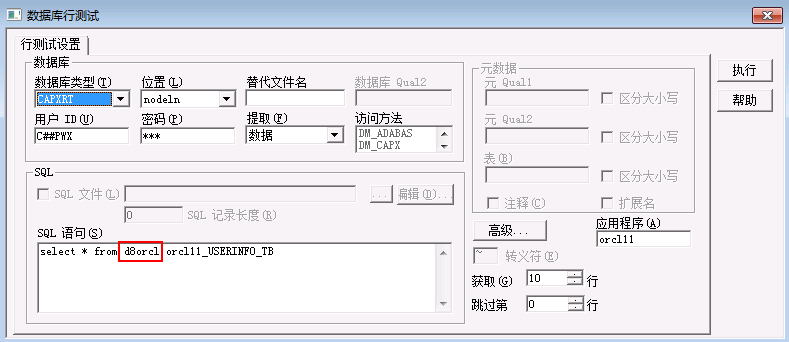 数据库行测试
行测试设置
数据库
数据库类型(T) 位置(L) 替代文件名 数据库 Qual2
CAPXRT nodeln
用户 ID(U) 密码(P) 提取(F) 访问方法
C##PWX *** 数据 DM_ADABAS
DM_CAPX
SQL
SQL 文件(L) ... 编辑(D)...
0 SQL 记录长度(R)
SQL 语句(S)
select * from d8orcl orcl11_USERINFO_TB
元数据
元 Qual1
区分大小写
元 Qual2
区分大小写
表(B)
区分大小写
注释(C) 扩展名
高级... 应用程序(A)
orcl11
~ 转义符(E)
获取(G) 10 行
跳过第 0 行
执行
帮助